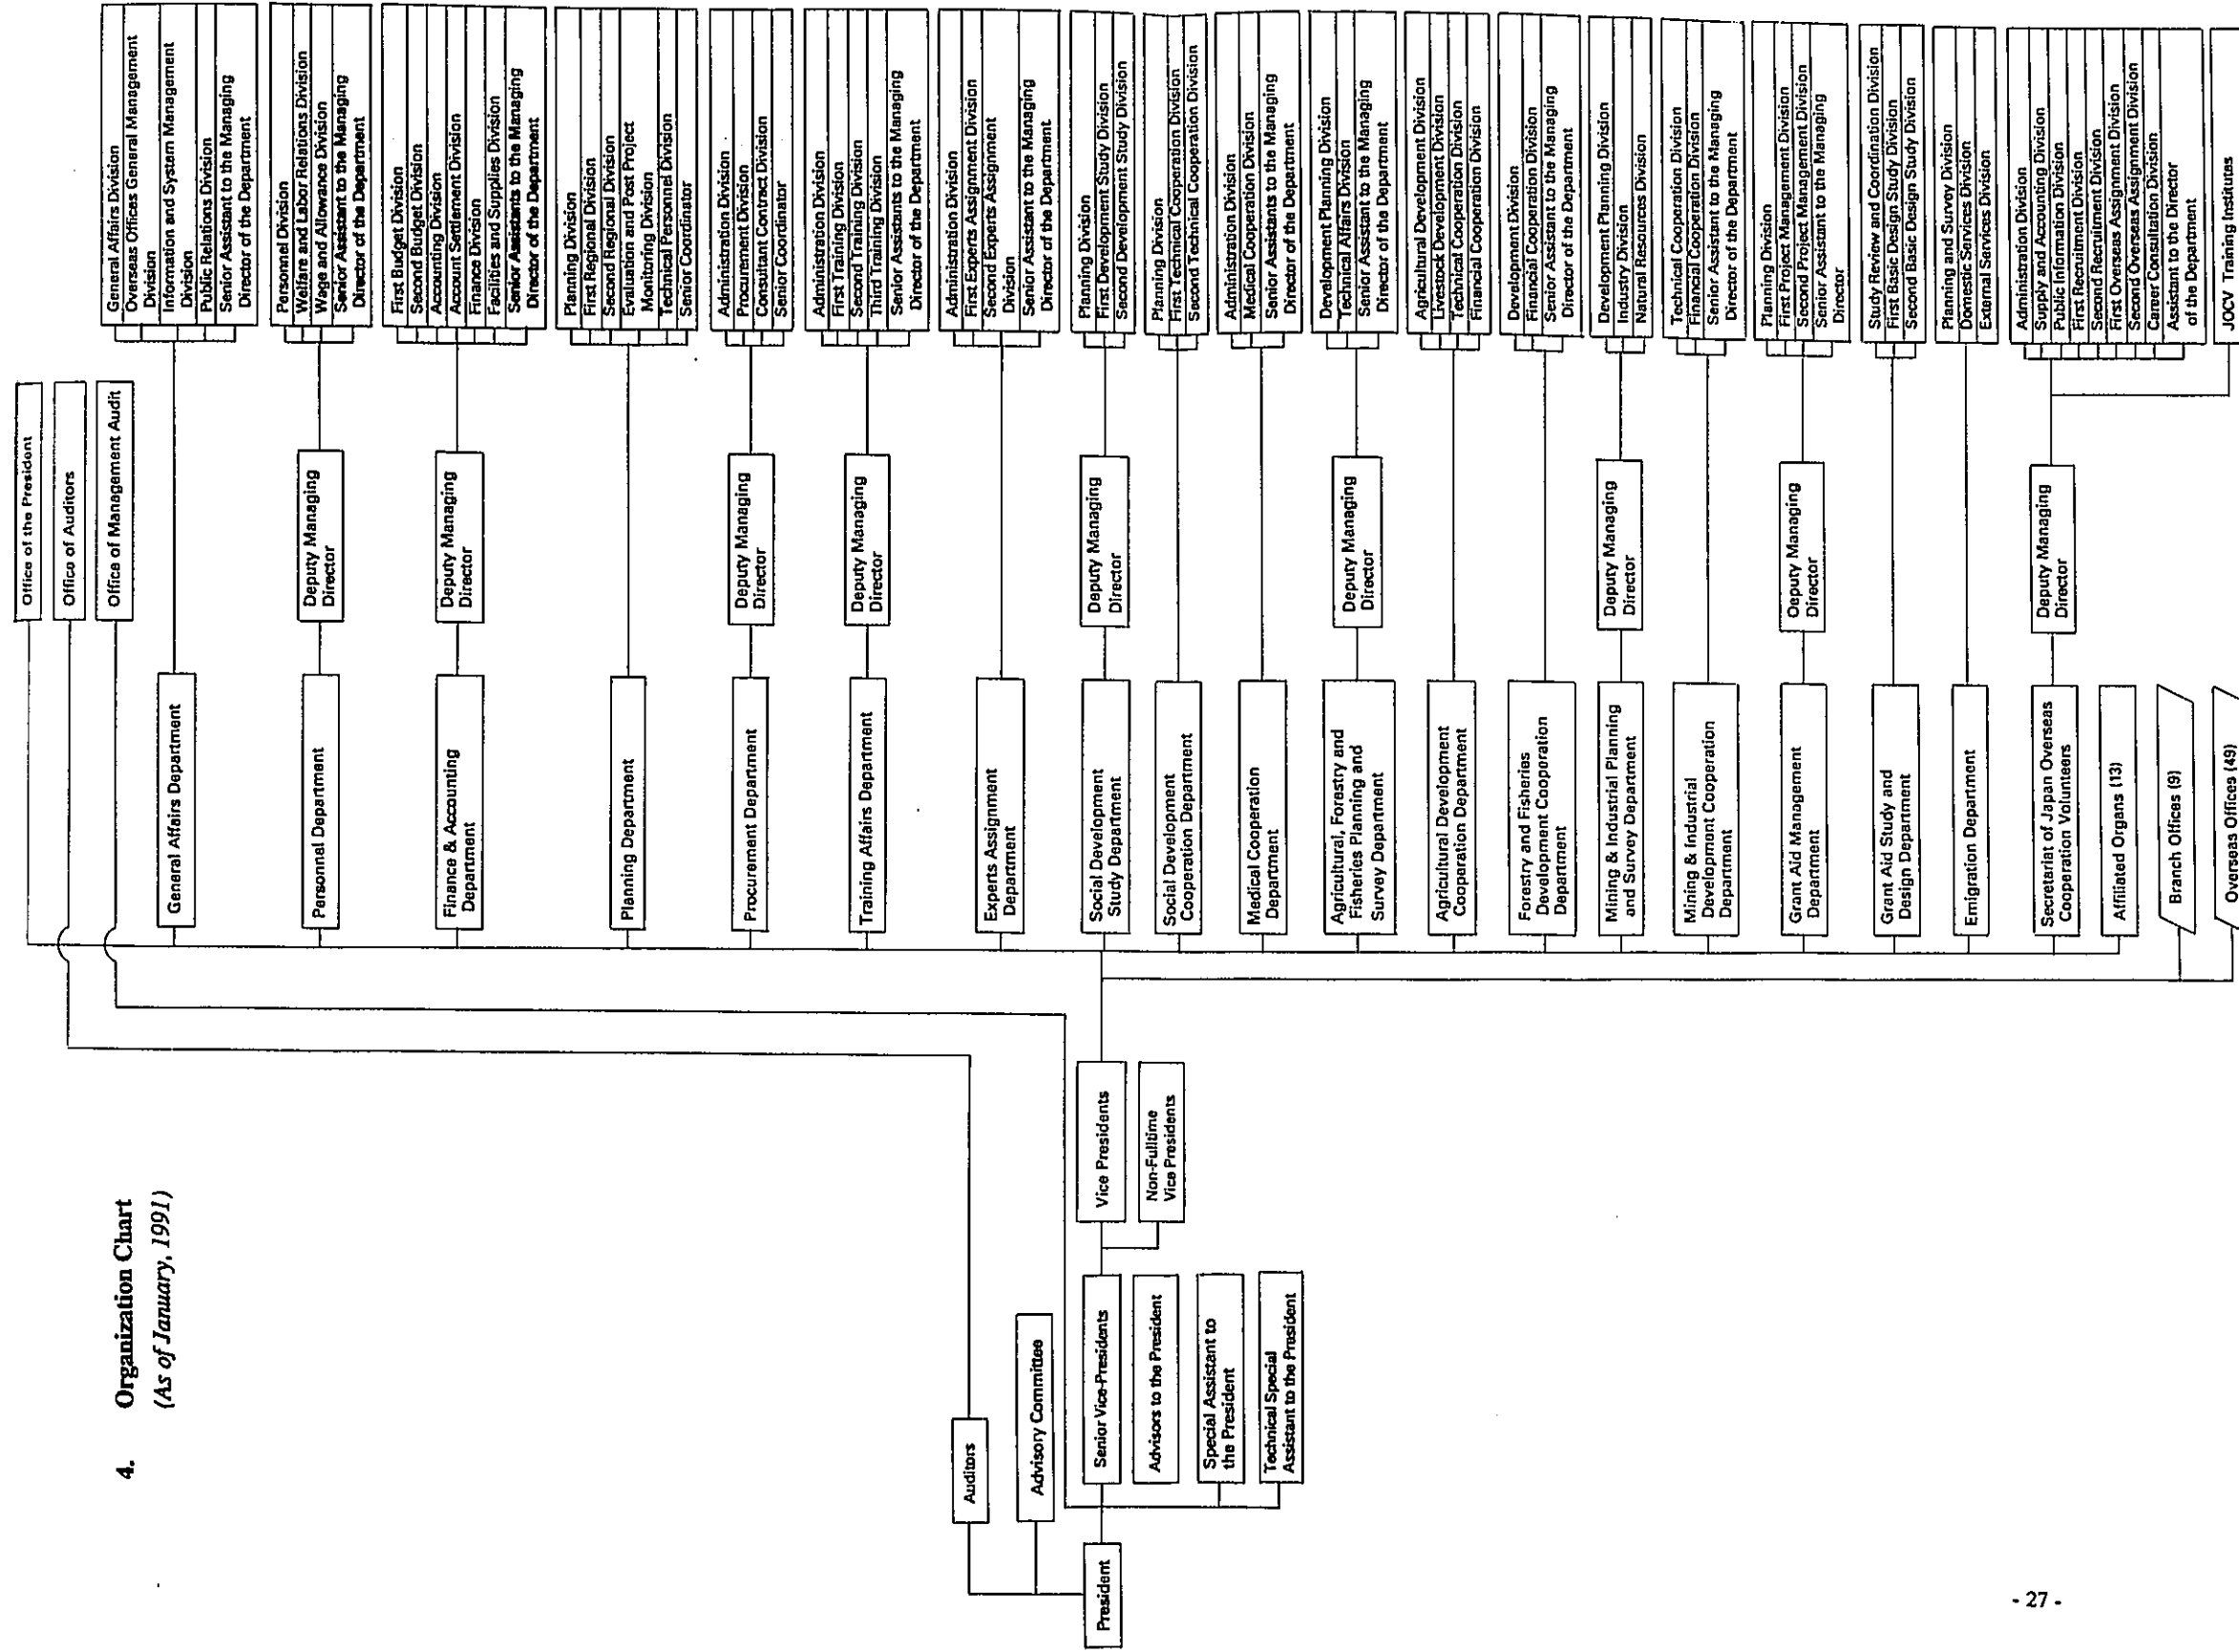 4. Organization Chart
(As of January, 1991)
President
Auditors
Advisory Committee
Senior Vice-Presidents
Advisors to the President
Special Assistant to
the President
Technical Special
Assistant to the President
Vice Presidents
Non-Fulltime
Vice Presidents
Office of the President
Office of Auditors
Office of Management Audit
General Affairs Department
General Affairs Division
Overseas Offices General Management
Division
Information and System Management
Division
Public Relations Division
Senior Assistant to the Managing
Director of the Department
Personnel Department
Deputy Managing
Director
Personnel Division
Welfare and Labor Relations Division
Wage and Allowance Division
Senior Assistant to the Managing
Director of the Department
Finance & Accounting
Department
Deputy Managing
Director
First Budget Division
Second Budget Division
Accounting Division
Account Settlement Division
Finance Division
Facilities and Supplies Division
Senior Assistants to the Managing
Director of the Department
Planning Department
Planning Division
First Regional Division
Second Regional Division
Evaluation and Post Project
Monitoring Division
Technical Personnel Division
Senior Coordinator
Procurement Department
Deputy Managing
Director
Administration Division
Procurement Division
Consultant Contract Division
Senior Coordinator
Training Affairs Department
Deputy Managing
Director
Administration Division
First Training Division
Second Training Division
Third Training Division
Senior Assistants to the Managing
Director of the Department
Experts Assignment
Department
Administration Division
First Experts Assignment Division
Second Experts Assignment
Division
Senior Assistant to the Managing
Director of the Department
Social Development
Study Department
Deputy Managing
Director
Planning Division
First Development Study Division
Second Development Study Division
Social Development
Cooperation Department
Planning Division
First Technical Cooperation Division
Second Technical Cooperation Division
Medical Cooperation
Department
Administration Division
Medical Cooperation Division
Senior Assistants to the Managing
Director of the Department
Agricultural, Forestry and
Fisheries Planning and
Survey Department
Deputy Managing
Director
Development Planning Division
Technical Affairs Division
Senior Assistant to the Managing
Director of the Department
Agricultural Development
Cooperation Department
Agricultural Development Division
Livestock Development Division
Technical Cooperation Division
Financial Cooperation Division
Forestry and Fisheries
Development Cooperation
Department
Development Division
Financial Cooperation Division
Senior Assistant to the Managing
Director of the Department
Mining & Industrial Planning
and Survey Department
Deputy Managing
Director
Development Planning Division
Industry Division
Natural Resources Division
Mining & Industrial
Development Cooperation
Department
Technical Cooperation Division
Financial Cooperation Division
Senior Assistant to the Managing
Director of the Department
Grant Aid Management
Department
Deputy Managing
Director
Planning Division
First Project Management Division
Second Project Management Division
Senior Assistant to the Managing
Director
Grant Aid Study and
Design Department
Study Review and Coordination Division
First Basic Design Study Division
Second Basic Design Study Division
Emigration Department
Planning and Survey Division
Domestic Services Division
External Services Division
Secretariat of Japan Overseas
Cooperation Volunteers
Deputy Managing
Director
Administration Division
Supply and Accounting Division
Public Information Division
First Recruitment Division
Second Recruitment Division
First Overseas Assignment Division
Second Overseas Assignment Division
Career Consultation Division
Assistant to the Director
of the Department
JOCV Training Institutes
Affiliated Organs (13)
Branch Offices (9)
Overseas Offices (49)
- 27 -